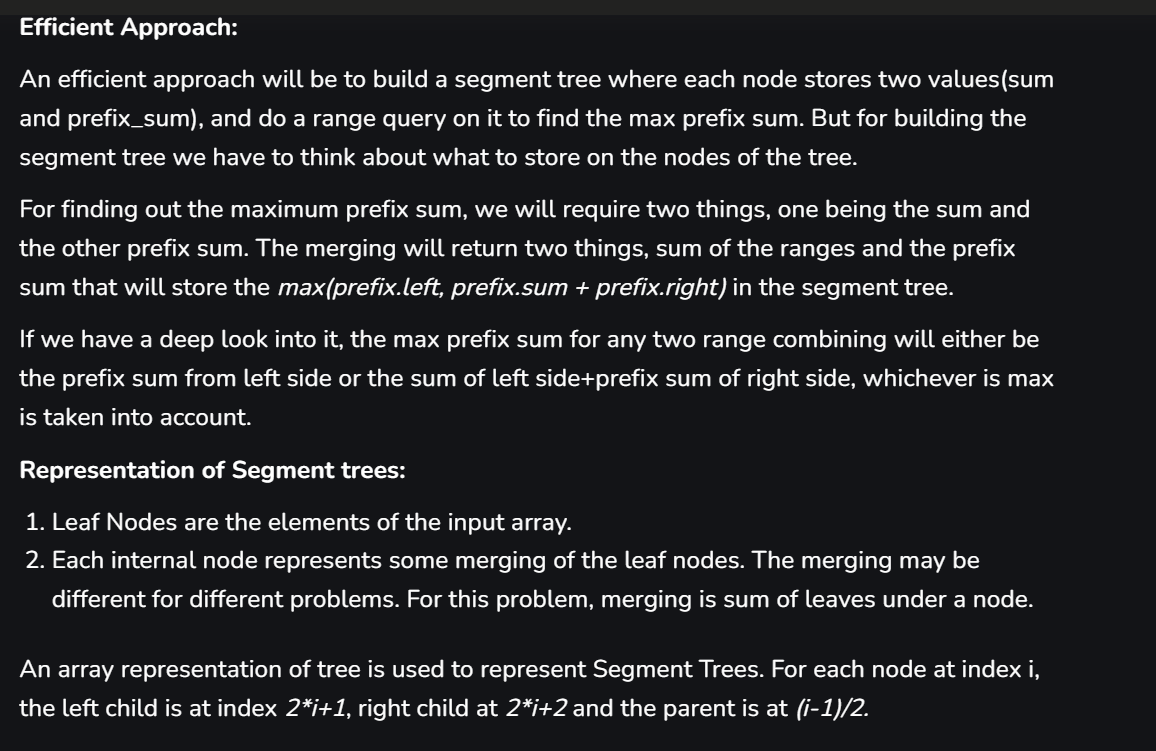 Efficient Approach:
An efficient approach will be to build a segment tree where each node stores two values(sum
and prefix_sum), and do a range query on it to find the max prefix sum. But for building the
segment tree we have to think about what to store on the nodes of the tree.
For finding out the maximum prefix sum, we will require two things, one being the sum and
the other prefix sum. The merging will return two things, sum of the ranges and the prefix
sum that will store the max(prefix.left, prefix.sum + prefix.right) in the segment tree.
If we have a deep look into it, the max prefix sum for any two range combining will either be
the prefix sum from left side or the sum of left side+prefix sum of right side, whichever is max
is taken into account.
Representation of Segment trees:
1. Leaf Nodes are the elements of the input array.
2. Each internal node represents some merging of the leaf nodes. The merging may be
different for different problems. For this problem, merging is sum of leaves under a node.
An array representation of tree is used to represent Segment Trees. For each node at index i,
the left child is at index 2*i+1, right child at 2*i+2 and the parent is at (i-1)/2.